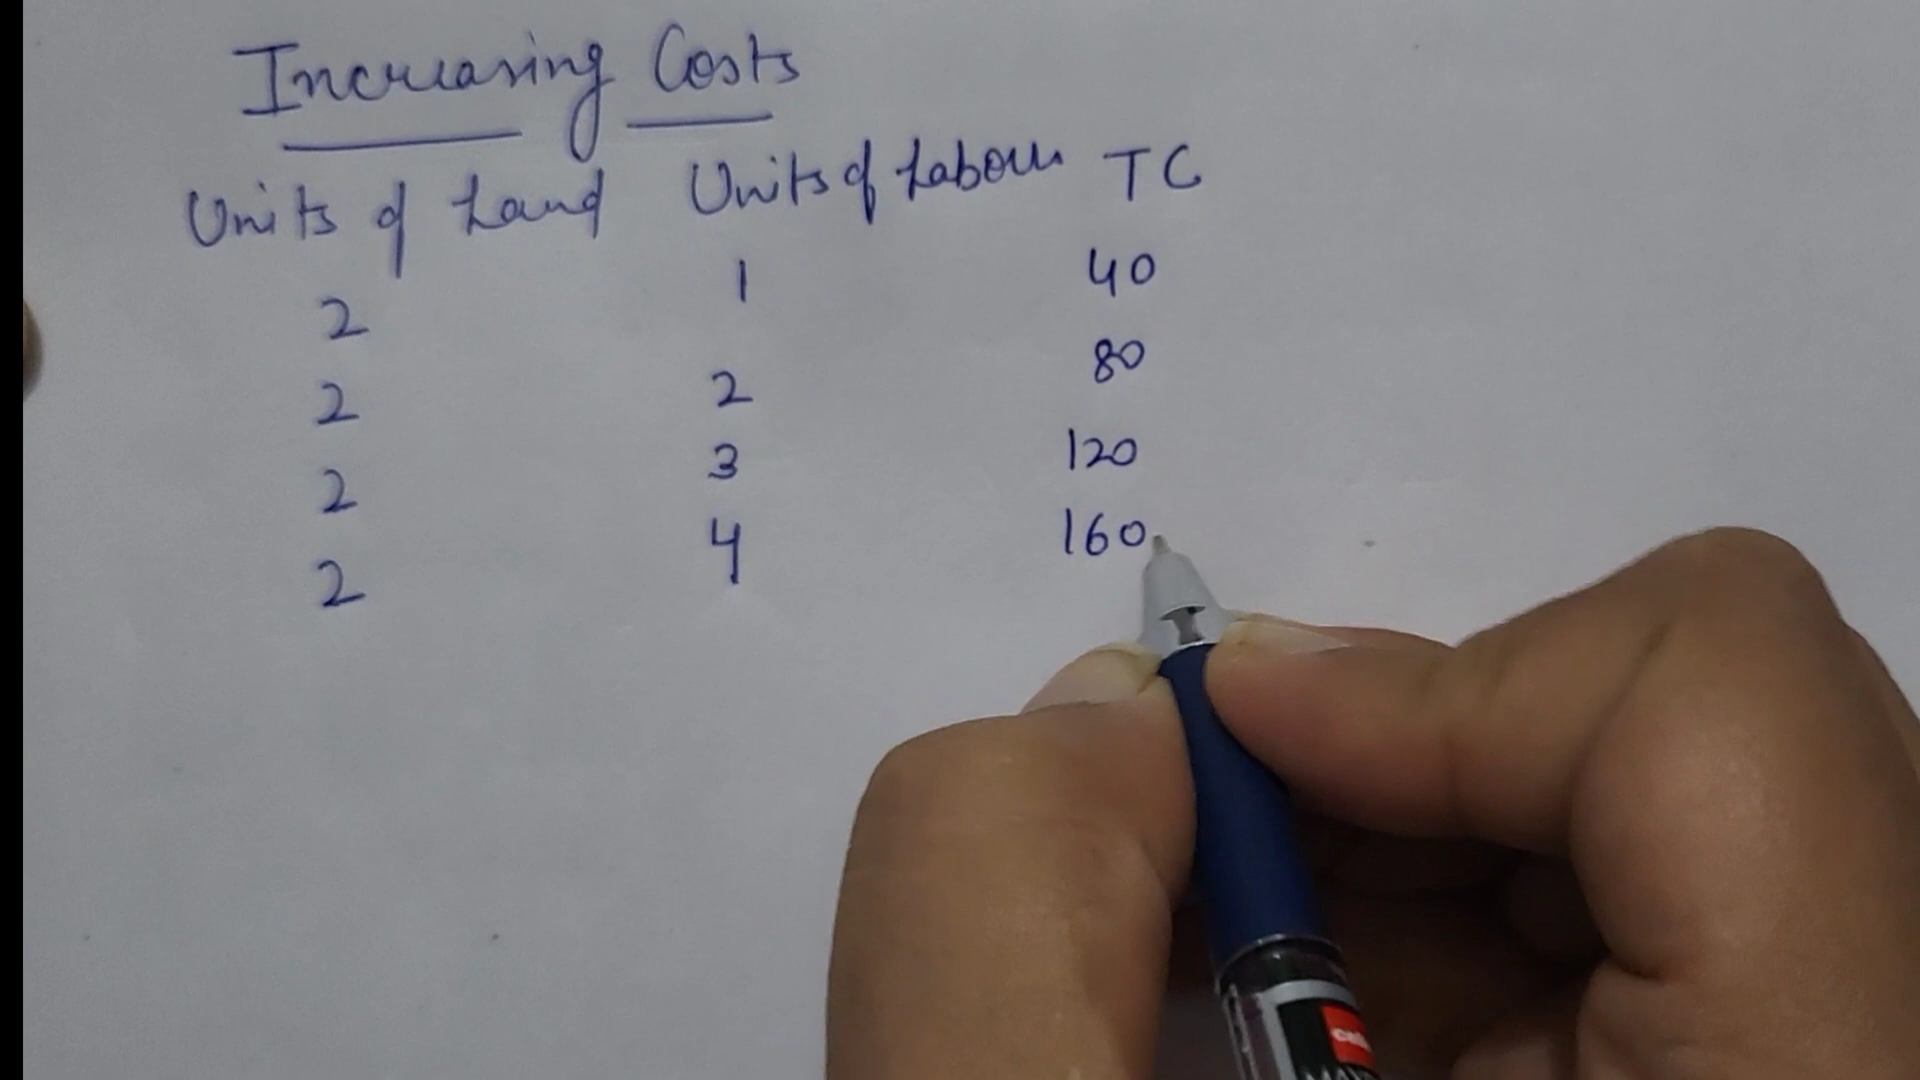 Increasing Costs
Units of Land Units of Labour TC
2 1 40
2 2 80
2 3 120
2 4 160